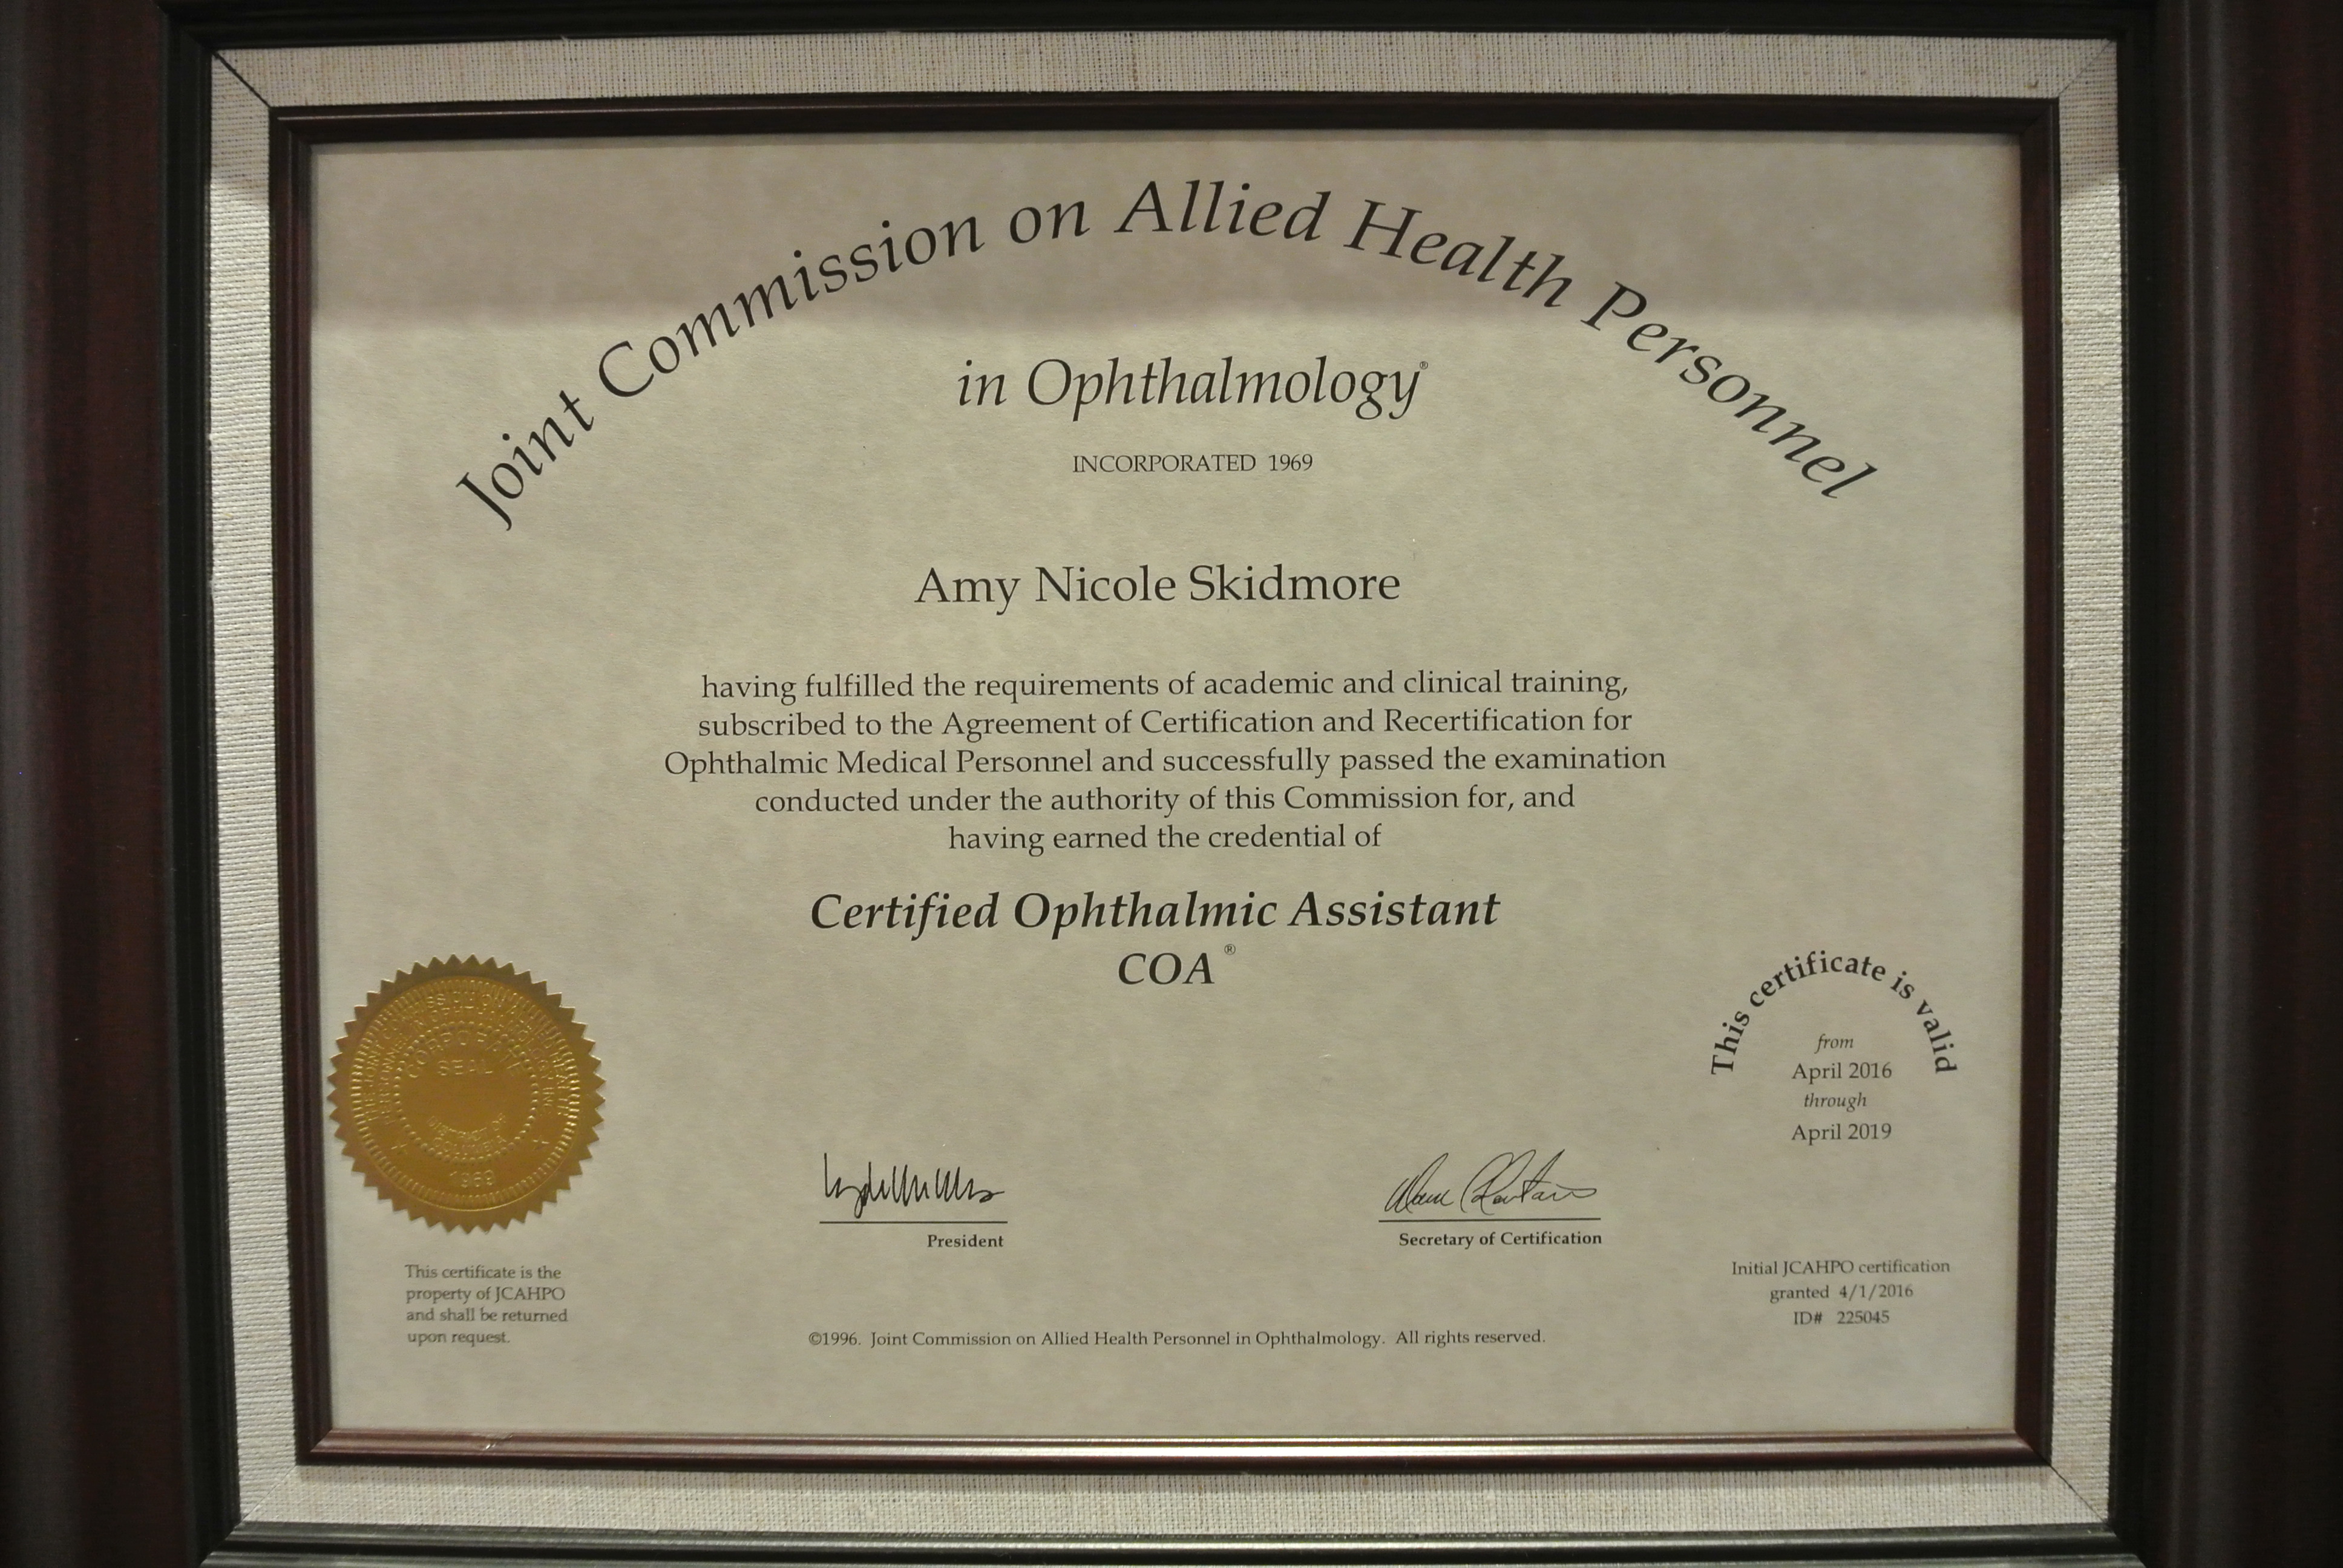 Joint Commission on Allied Health Personnel
in Ophthalmology®
INCORPORATED 1969
Amy Nicole Skidmore
having fulfilled the requirements of academic and clinical training,
subscribed to the Agreement of Certification and Recertification for
Ophthalmic Medical Personnel and successfully passed the examination
conducted under the authority of this Commission for, and
having earned the credential of
Certified Ophthalmic Assistant
COA®
This certificate is valid
from
April 2016
through
April 2019
CORPORATE
SEAL
1969
President
Secretary of Certification
This certificate is the
property of JCAHPO
and shall be returned
upon request.
Initial JCAHPO certification
granted 4/1/2016
ID# 225045
©1996. Joint Commission on Allied Health Personnel in Ophthalmology. All rights reserved.